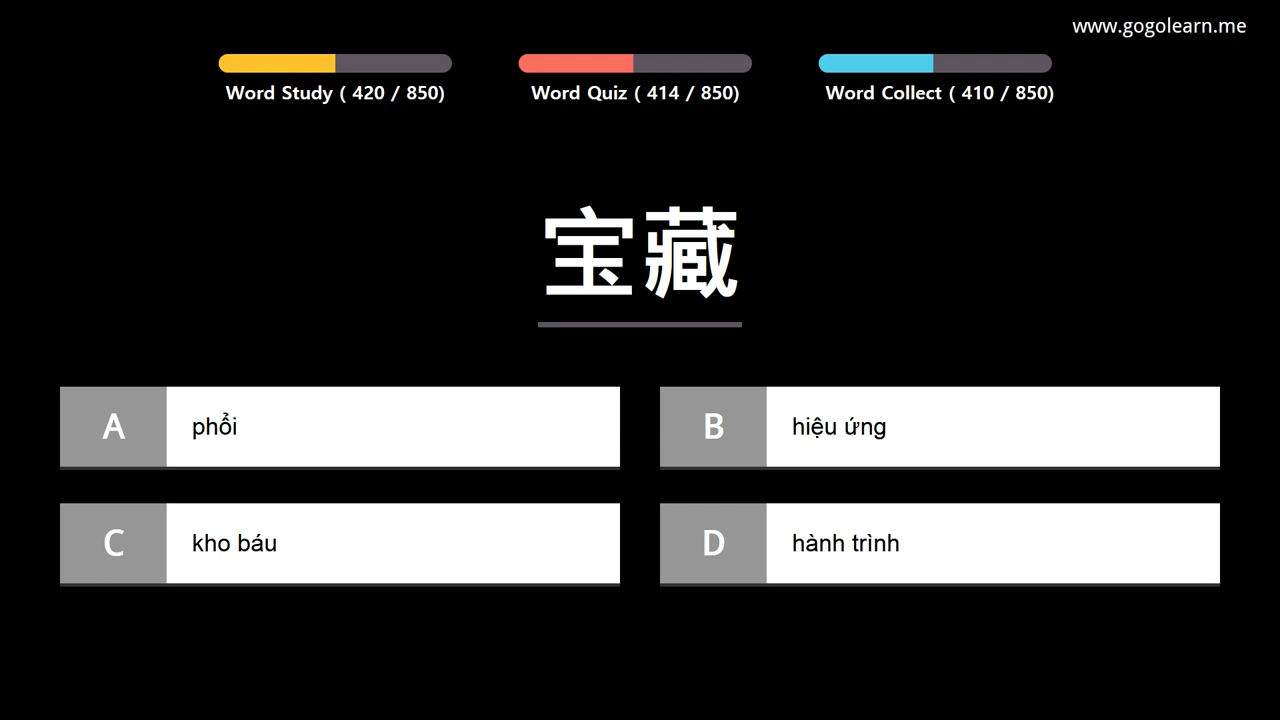 www.gogolearn.me
Word Study ( 420 / 850)
Word Quiz ( 414 / 850)
Word Collect ( 410 / 850)
宝藏
A phổi
B hiệu ứng
C kho báu
D hành trình